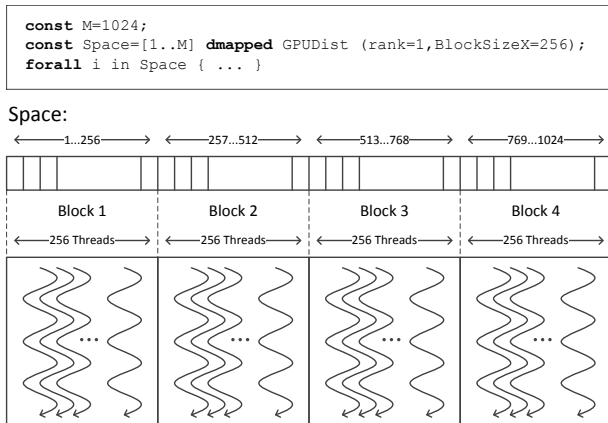 const M=1024;
const Space=[1..M] dmapped GPUDist (rank=1,BlockSizeX=256);
forall i in Space { ... }
Space:
1...256 257...512 513...768 769...1024
Block 1 Block 2 Block 3 Block 4
256 Threads 256 Threads 256 Threads 256 Threads
... ... ... ...